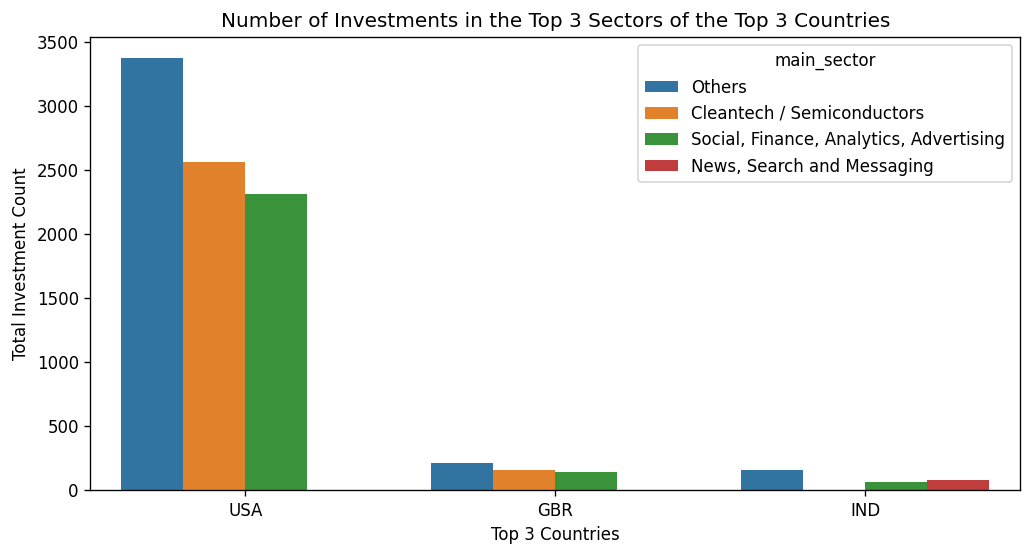 Number of Investments in the Top 3 Sectors of the Top 3 Countries
3500
3000
2500
2000
1500
1000
500
0
Total Investment Count
main_sector
Others
Cleantech / Semiconductors
Social, Finance, Analytics, Advertising
News, Search and Messaging
USA
GBR
IND
Top 3 Countries